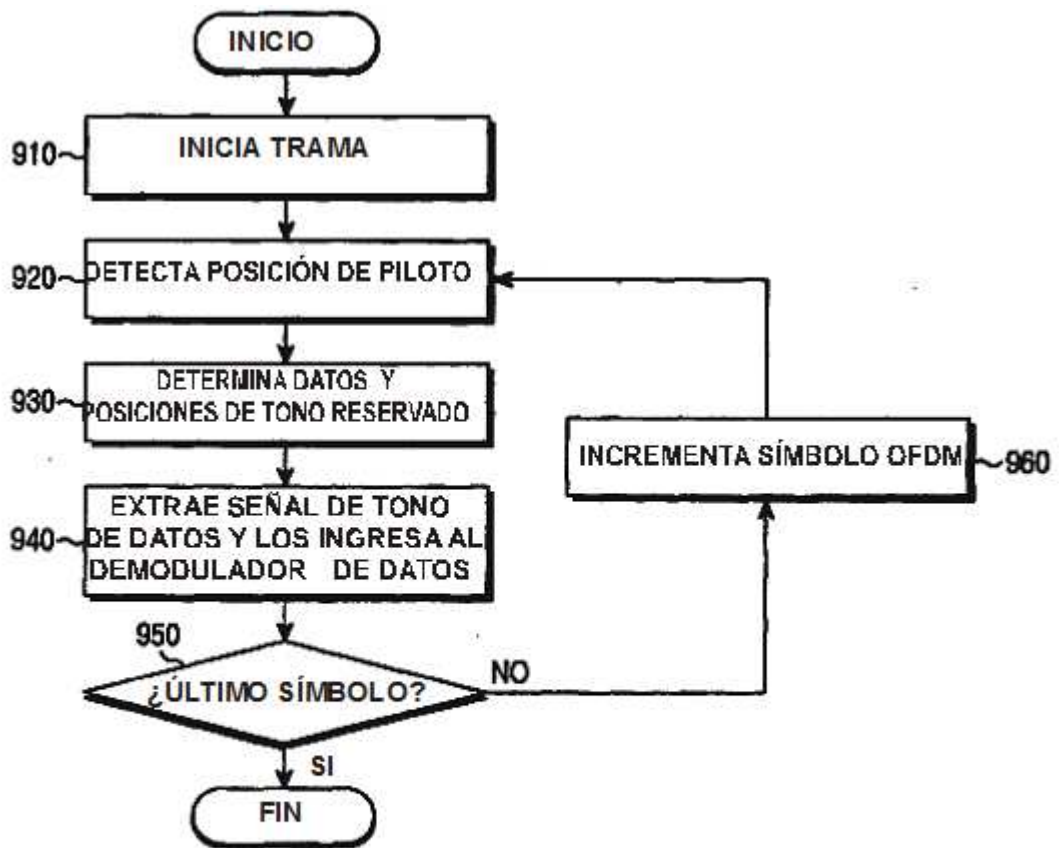 INICIO
910
INICIA TRAMA
920
DETECTA POSICIÓN DE PILOTO
930
DETERMINA DATOS Y
POSICIONES DE TONO RESERVADO
940
EXTRAE SEÑAL DE TONO
DE DATOS Y LOS INGRESA AL
DEMODULADOR DE DATOS
INCREMENTA SÍMBOLO OFDM
960
950
¿ÚLTIMO SÍMBOLO?
NO
SI
FIN